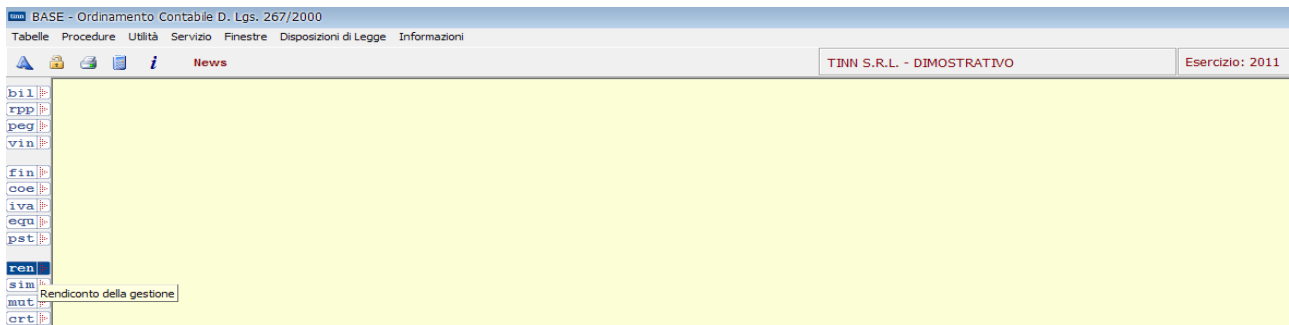 tinn BASE - Ordinamento Contabile D. Lgs. 267/2000
Tabelle Procedure Utilità Servizio Finestre Disposizioni di Legge Informazioni
i News TINN S.R.L. - DIMOSTRATIVO Esercizio: 2011
bil
rpp
peg
vin
fin
coe
iva
equ
pst
ren
sim
Rendiconto della gestione
mut
crt